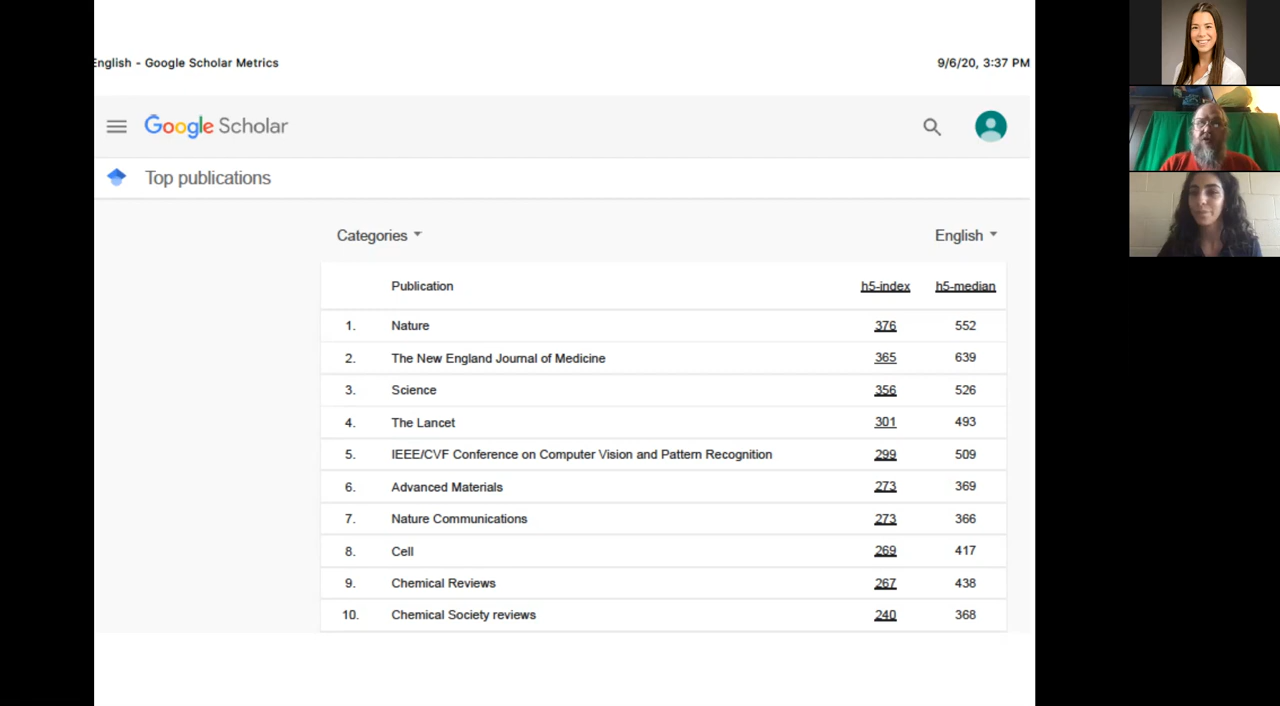 English - Google Scholar Metrics 9/6/20, 3:37 PM
Google Scholar
Top publications
Categories English
Publication h5-index h5-median
1. Nature 376 552
2. The New England Journal of Medicine 365 639
3. Science 356 526
4. The Lancet 301 493
5. IEEE/CVF Conference on Computer Vision and Pattern Recognition 299 509
6. Advanced Materials 273 369
7. Nature Communications 273 366
8. Cell 269 417
9. Chemical Reviews 267 438
10. Chemical Society reviews 240 368